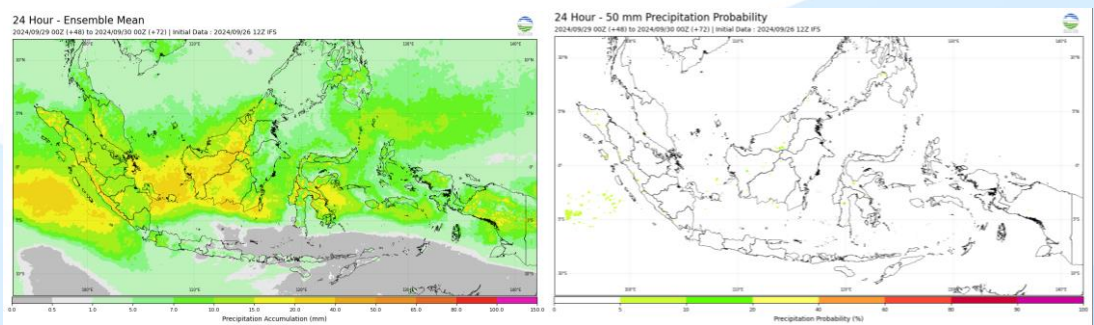 24 Hour - Ensemble Mean
2024/09/29 00Z (+48) to 2024/09/30 00Z (+72) | Initial Data : 2024/09/26 12Z IFS
0.0 0.5 1.0 5.0 7.0 10.0 15.0 20.0 30.0 40.0 50.0 65.0 80.0 100.0 150.0
Precipitation Accumulation (mm)
24 Hour - 50 mm Precipitation Probability
2024/09/29 00Z (+48) to 2024/09/30 00Z (+72) | Initial Data : 2024/09/26 12Z IFS
0 5 10 20 40 60 80 90 100
Precipitation Probability (%)